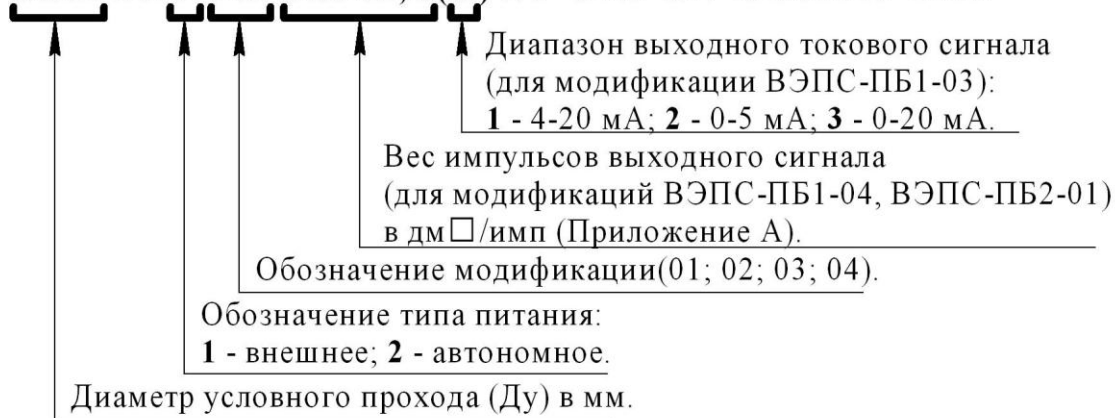 Диапазон выходного токового сигнала
(для модификации ВЭПС-ПБ1-03):
1 - 4-20 мА; 2 - 0-5 мА; 3 - 0-20 мА.
Вес импульсов выходного сигнала
(для модификаций ВЭПС-ПБ1-04, ВЭПС-ПБ2-01)
в дм□/имп (Приложение А).
Обозначение модификации(01; 02; 03; 04).
Обозначение типа питания:
1 - внешнее; 2 - автономное.
Диаметр условного прохода (Ду) в мм.